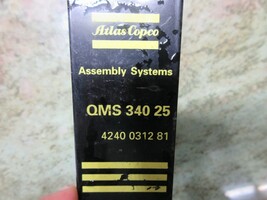 Atlas Copco
Assembly Systems
QMS 340 25
4240 0312 81